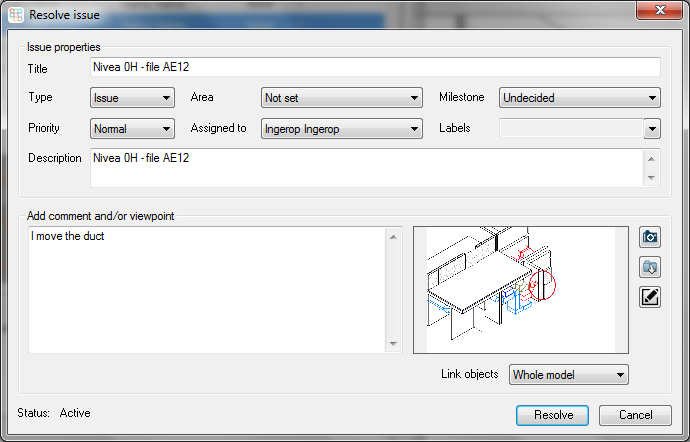 Resolve issue
Issue properties
Title Nivea 0H - file AE12
Type Issue Area Not set Milestone Undecided
Priority Normal Assigned to Ingerop Ingerop Labels
Description Nivea 0H - file AE12
Add comment and/or viewpoint
I move the duct
Link objects Whole model
Status: Active Resolve Cancel